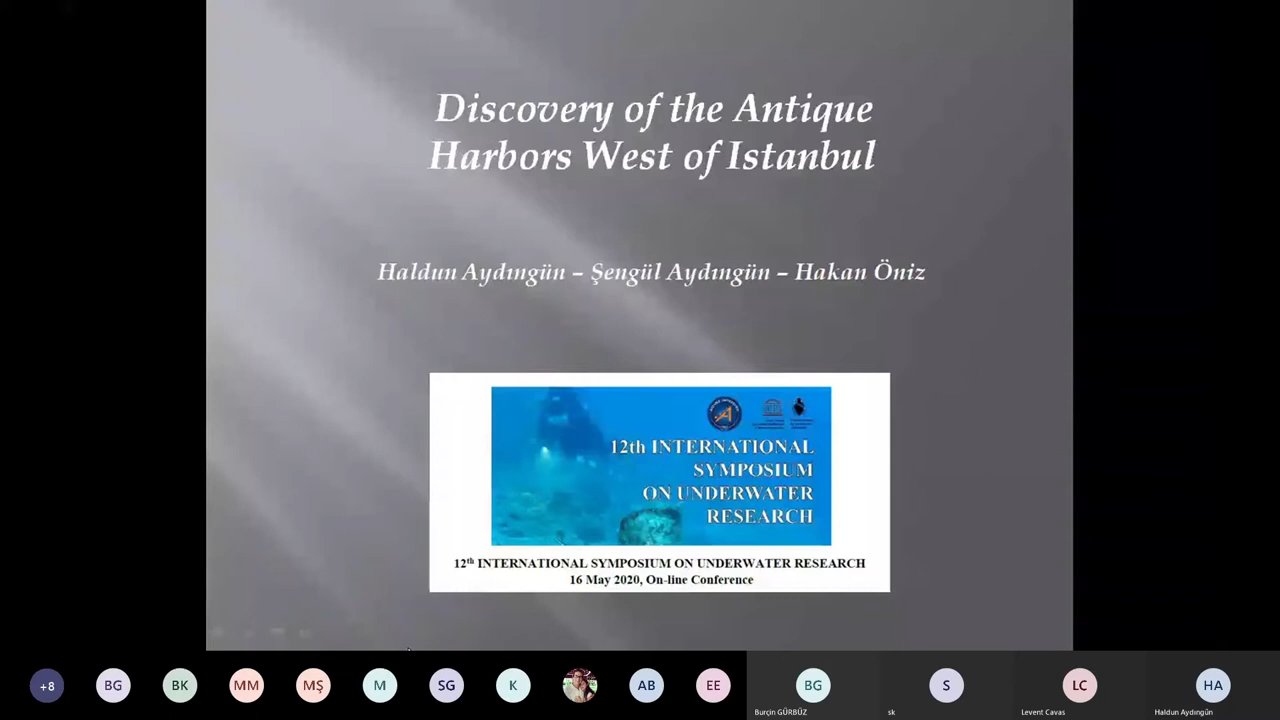 Discovery of the Antique
Harbors West of Istanbul
Haldun Aydıngün – Şengül Aydıngün – Hakan Öniz
12th INTERNATIONAL
SYMPOSIUM
ON UNDERWATER
RESEARCH
12th INTERNATIONAL SYMPOSIUM ON UNDERWATER RESEARCH
16 May 2020, On-line Conference
+8
BG
BK
MM
MŞ
M
SG
K
AB
EE
BG
S
LC
HA
Burçin GÜRBÜZ
sk
Levent Cavas
Haldun Aydıngün